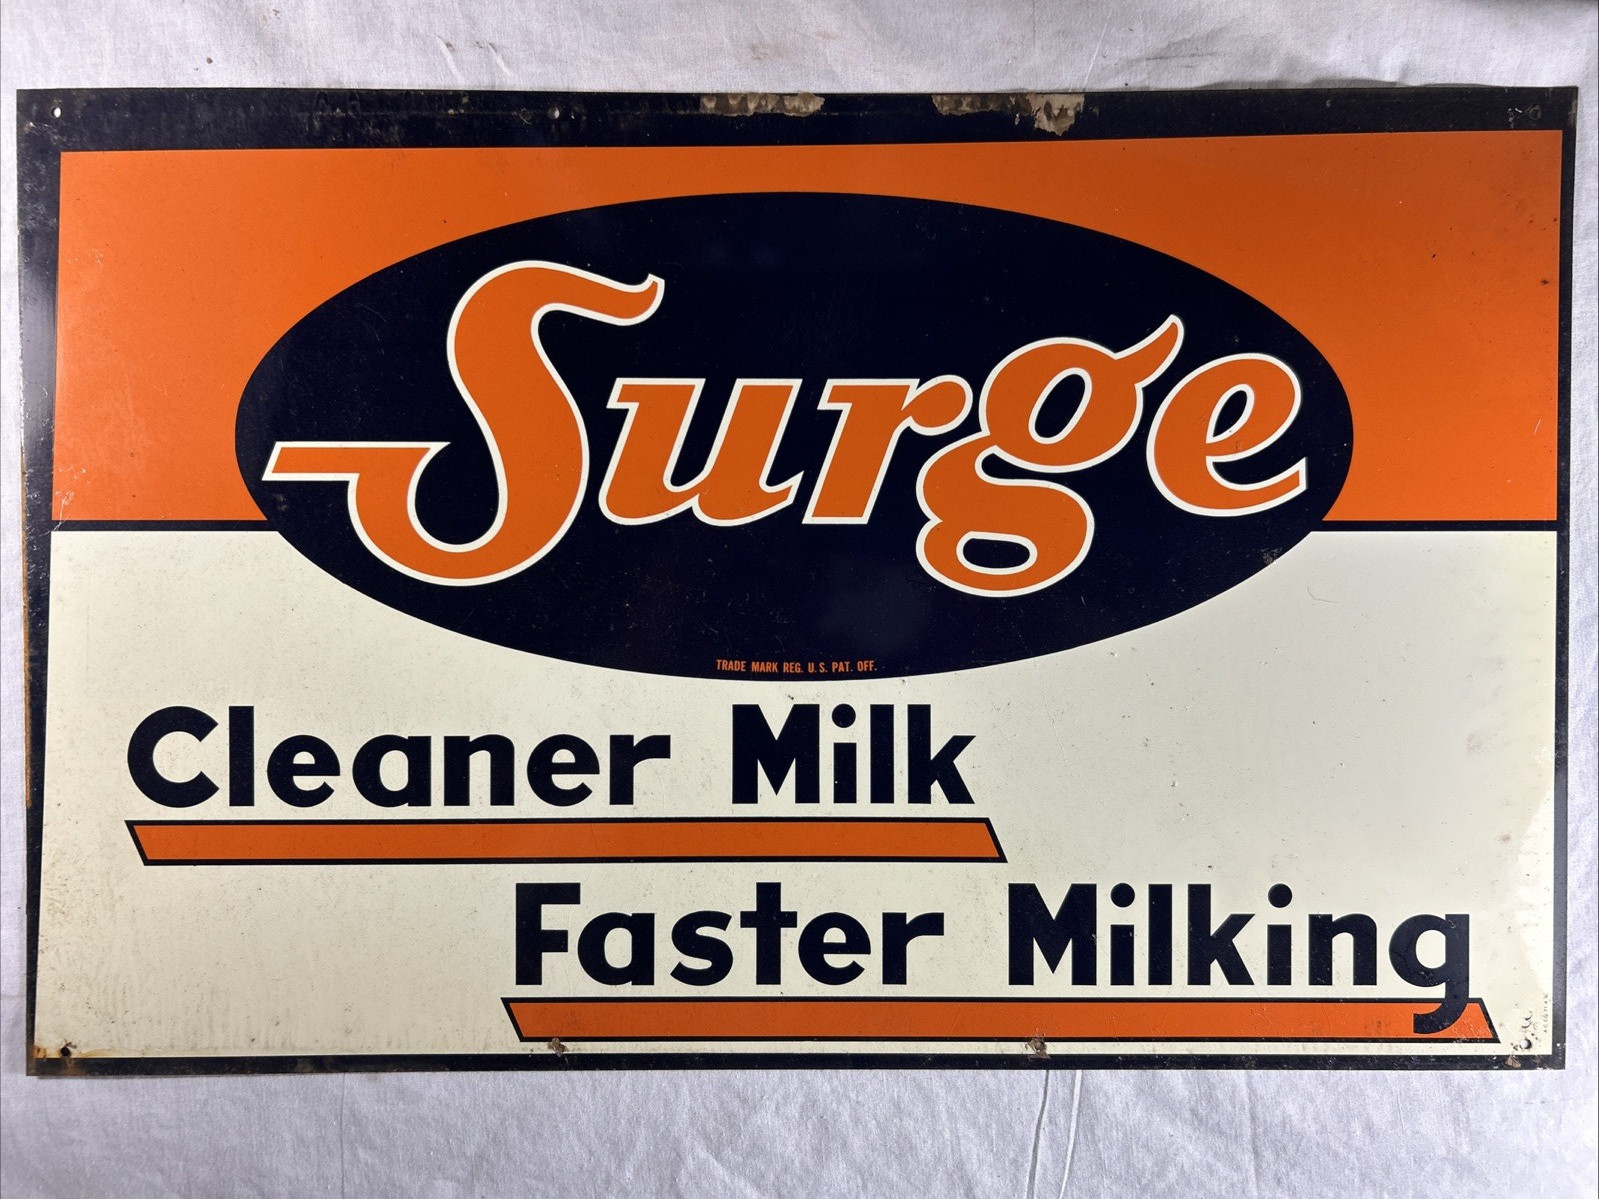 Surge
TRADE MARK REG. U.S. PAT. OFF.
Cleaner Milk
Faster Milking